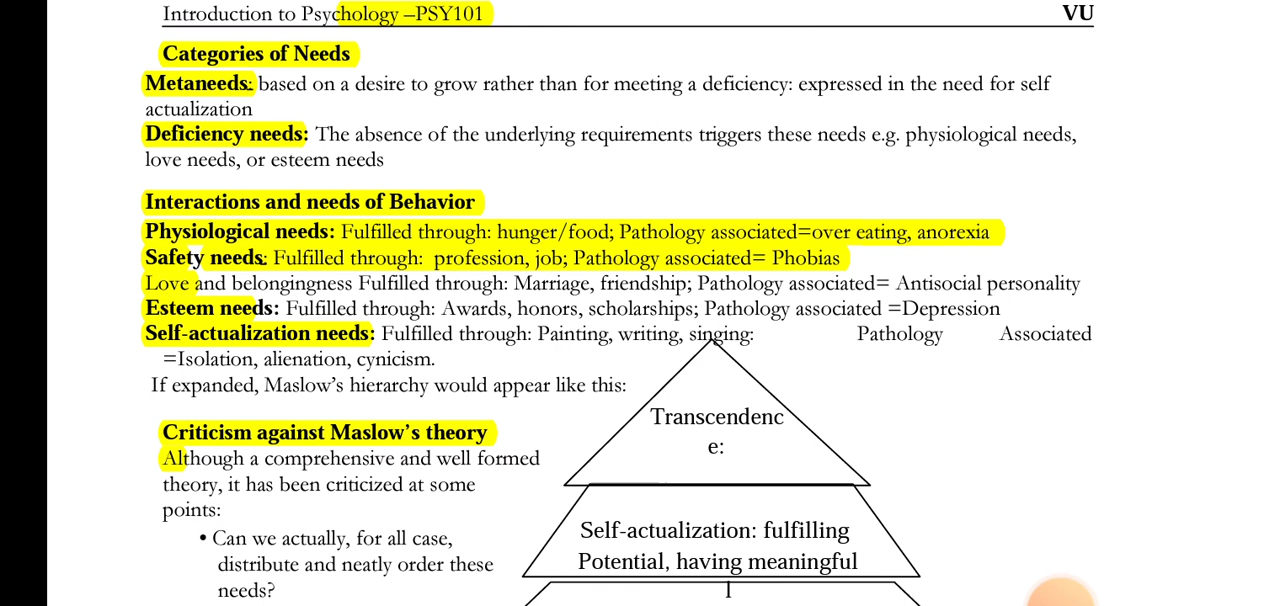 Introduction to Psychology –PSY101 VU
Categories of Needs
Metaneeds: based on a desire to grow rather than for meeting a deficiency: expressed in the need for self
actualization
Deficiency needs: The absence of the underlying requirements triggers these needs e.g. physiological needs,
love needs, or esteem needs
Interactions and needs of Behavior
Physiological needs: Fulfilled through: hunger/food; Pathology associated=over eating, anorexia
Safety needs: Fulfilled through: profession, job; Pathology associated= Phobias
Love and belongingness Fulfilled through: Marriage, friendship; Pathology associated= Antisocial personality
Esteem needs: Fulfilled through: Awards, honors, scholarships; Pathology associated =Depression
Self-actualization needs: Fulfilled through: Painting, writing, singing: Pathology Associated
=Isolation, alienation, cynicism.
If expanded, Maslow's hierarchy would appear like this:
Criticism against Maslow's theory
Although a comprehensive and well formed
theory, it has been criticized at some
points:
• Can we actually, for all case,
distribute and neatly order these
needs?
Transcendenc
e:
Self-actualization: fulfilling
Potential, having meaningful